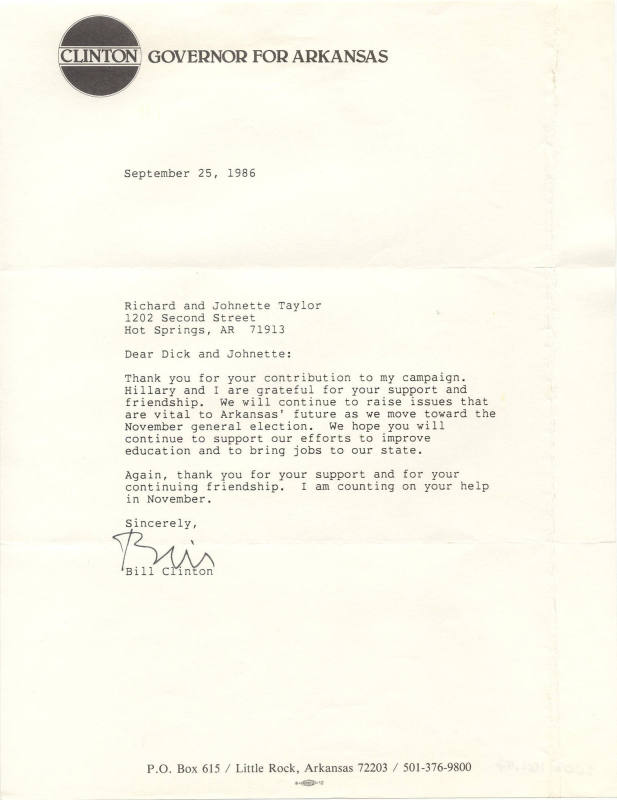 CLINTON GOVERNOR FOR ARKANSAS
September 25, 1986
Richard and Johnette Taylor
1202 Second Street
Hot Springs, AR 71913
Dear Dick and Johnette:
Thank you for your contribution to my campaign.
Hillary and I are grateful for your support and
friendship. We will continue to raise issues that
are vital to Arkansas' future as we move toward the
November general election. We hope you will
continue to support our efforts to improve
education and to bring jobs to our state.
Again, thank you for your support and for your
continuing friendship. I am counting on your help
in November.
Sincerely,
Bill
Bill Clinton
P.O. Box 615 / Little Rock, Arkansas 72203 / 501-376-9800